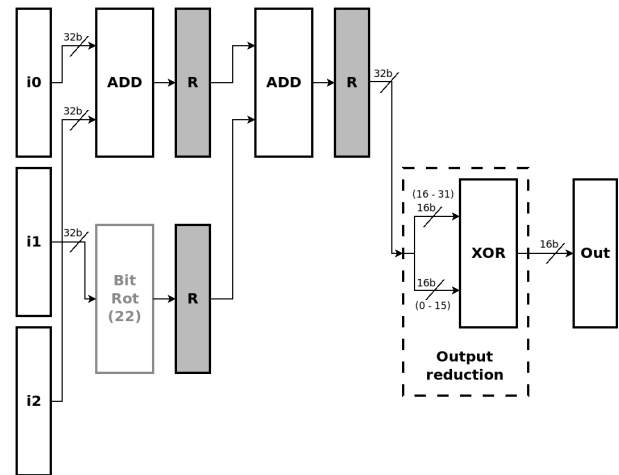 i0
32b
ADD
R
ADD
R
32b
32b
i1
32b
Bit
Rot
(22)
R
(16 - 31)
16b
XOR
16b
Out
16b
(0 - 15)
Output
reduction
i2